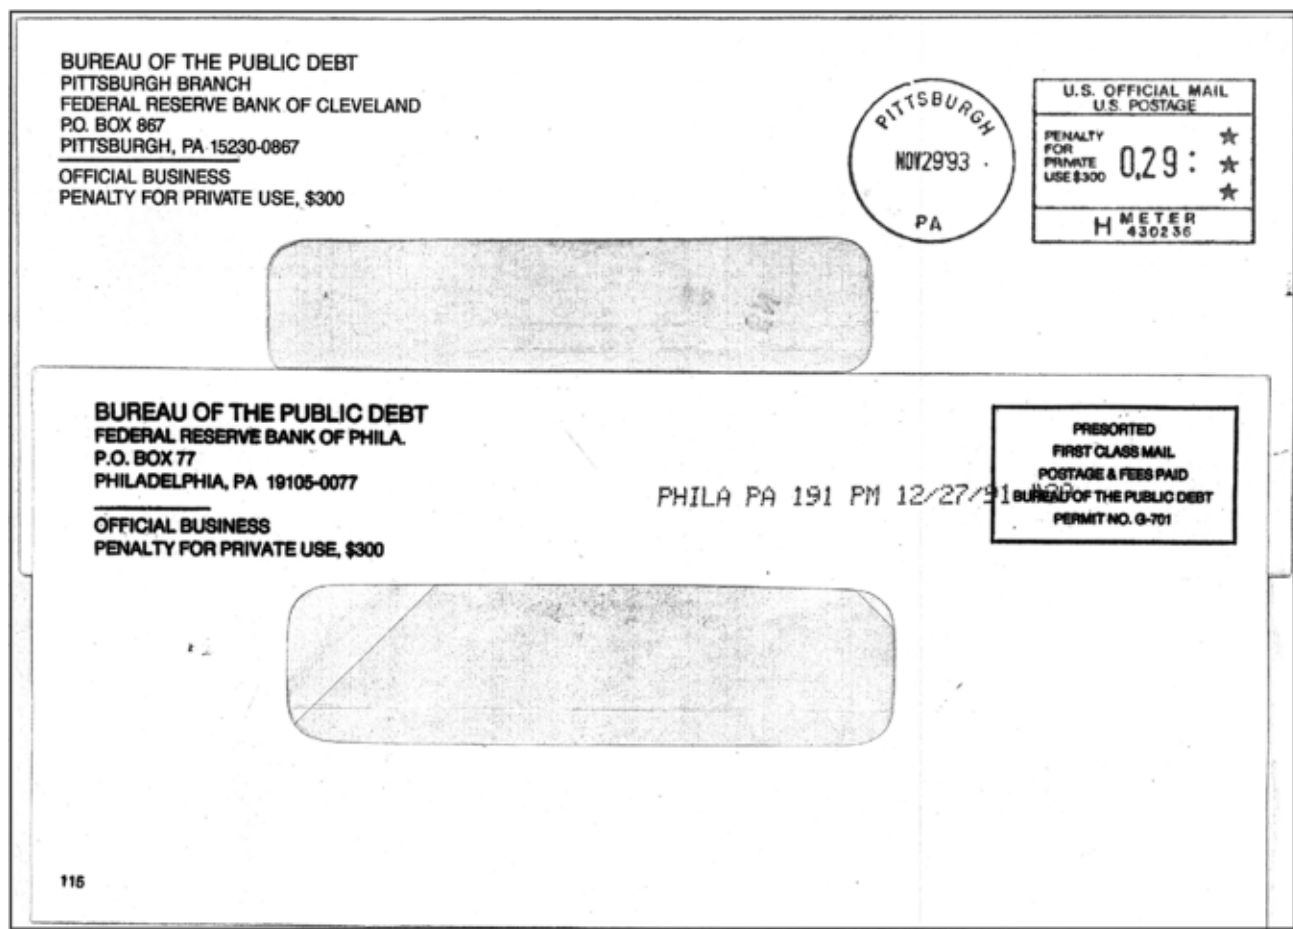 BUREAU OF THE PUBLIC DEBT
PITTSBURGH BRANCH
FEDERAL RESERVE BANK OF CLEVELAND
P.O. BOX 867
PITTSBURGH, PA 15230-0867
OFFICIAL BUSINESS
PENALTY FOR PRIVATE USE, $300
PITTSBURGH
NOV29'93
PA
U.S. OFFICIAL MAIL
U.S. POSTAGE
PENALTY
FOR
PRIVATE
USE $300
0.29
H METER
430236
BUREAU OF THE PUBLIC DEBT
FEDERAL RESERVE BANK OF PHILA.
P.O. BOX 77
PHILADELPHIA, PA 19105-0077
OFFICIAL BUSINESS
PENALTY FOR PRIVATE USE, $300
PHILA PA 191 PM 12/27/91
PRESORTED
FIRST CLASS MAIL
POSTAGE & FEES PAID
BUREAU OF THE PUBLIC DEBT
PERMIT NO. G-701
115